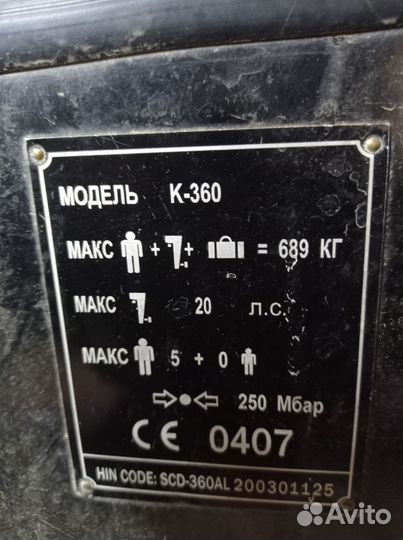 МОДЕЛЬ K-360
МАКС + + = 689 КГ
МАКС 20 Л.С.
МАКС 5 + 0
250 Мбар
CE 0407
HIN CODE: SCD-360AL 200301125
Avito